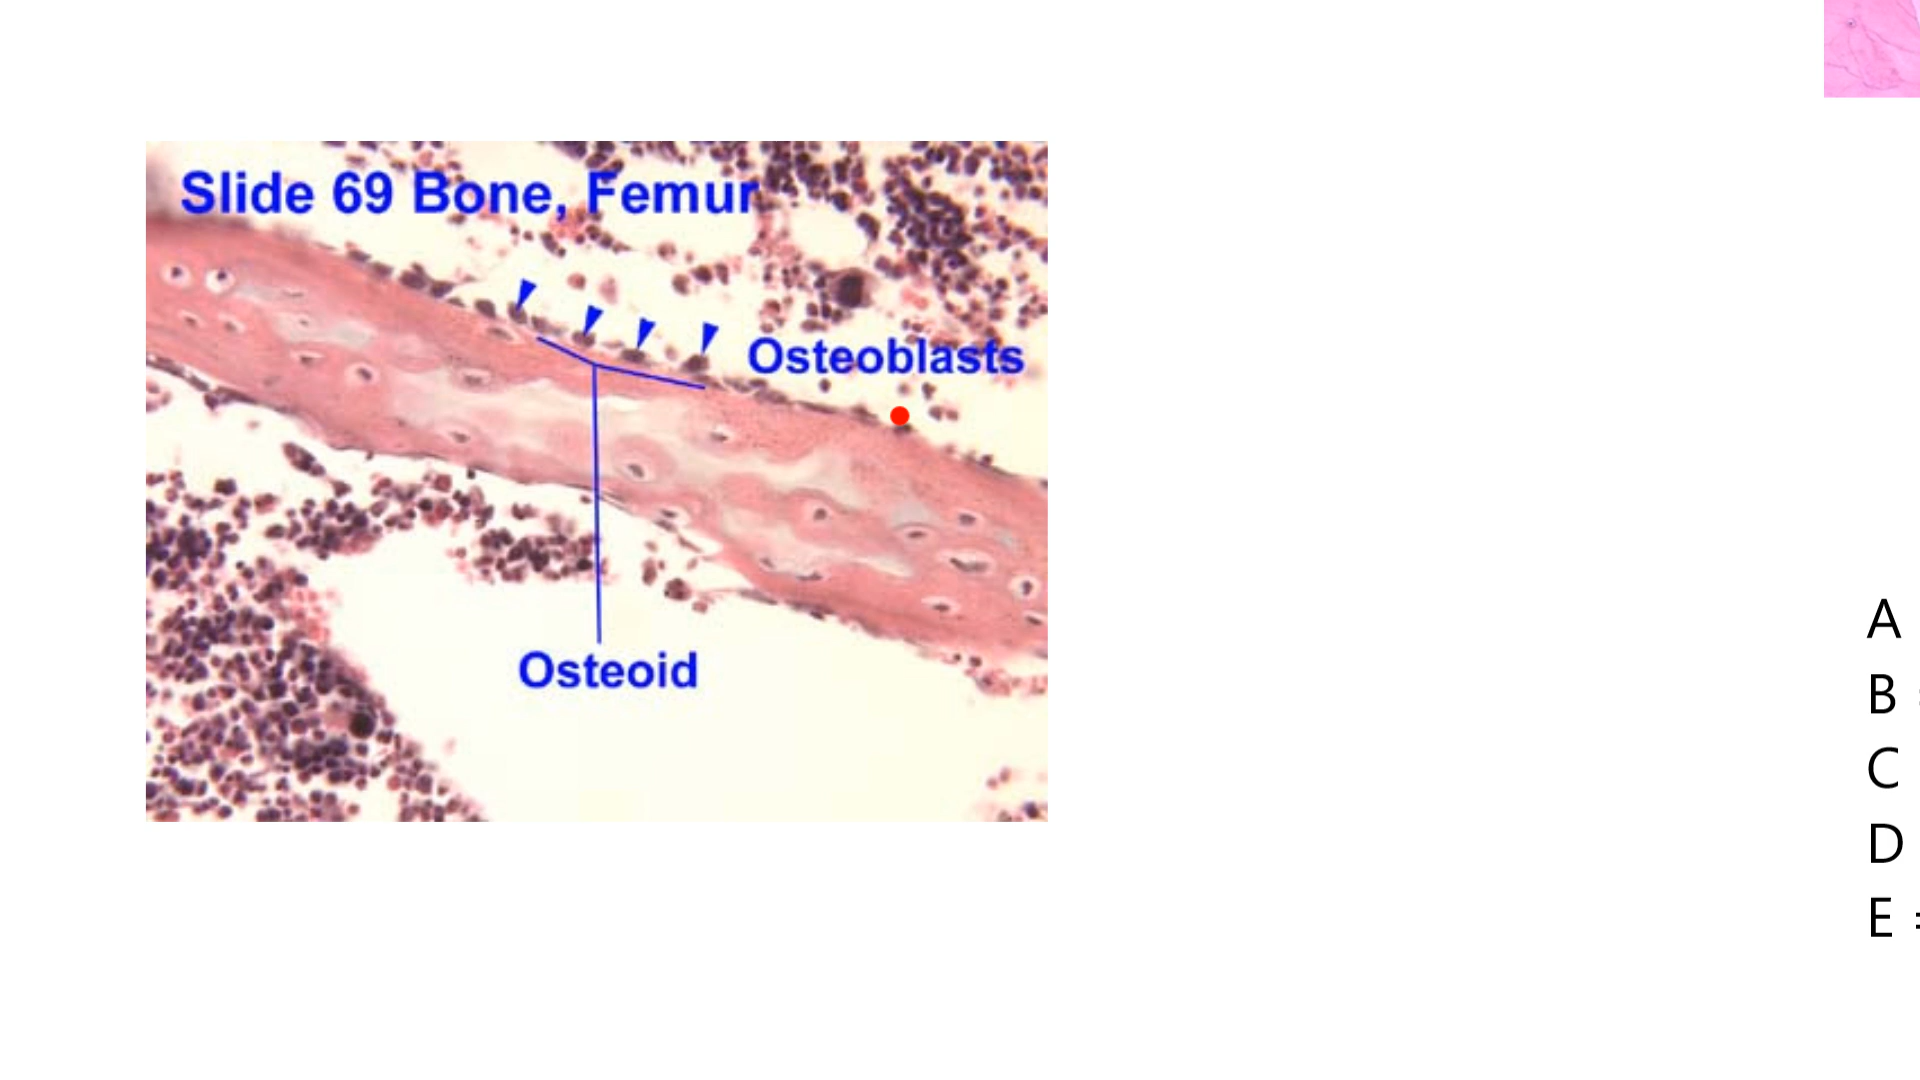 Slide 69 Bone, Femur
Osteoblasts
Osteoid
A
B
C
D
E =